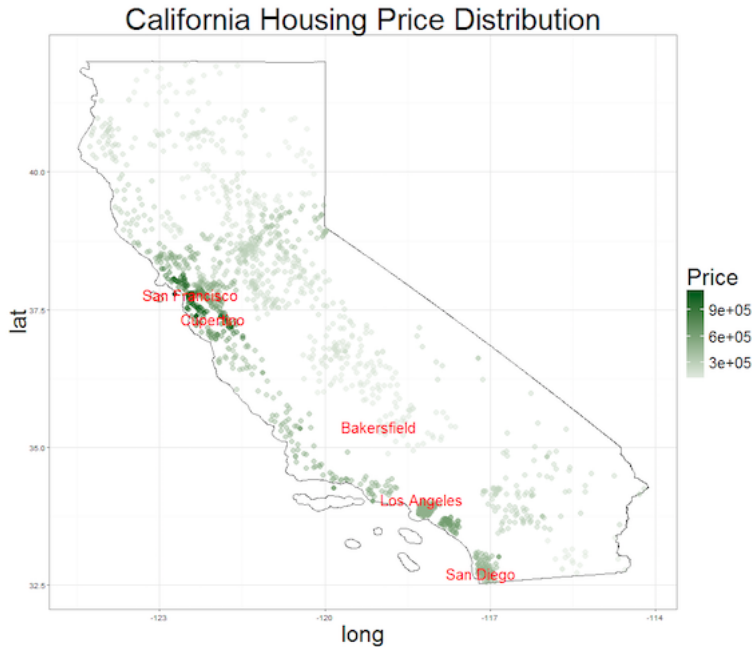 California Housing Price Distribution
40.0
37.5
35.0
32.5
lat
San Francisco
Cupertino
Bakersfield
Los Angeles
San Diego
Price
9e+05
6e+05
3e+05
-123
-120
-117
-114
long